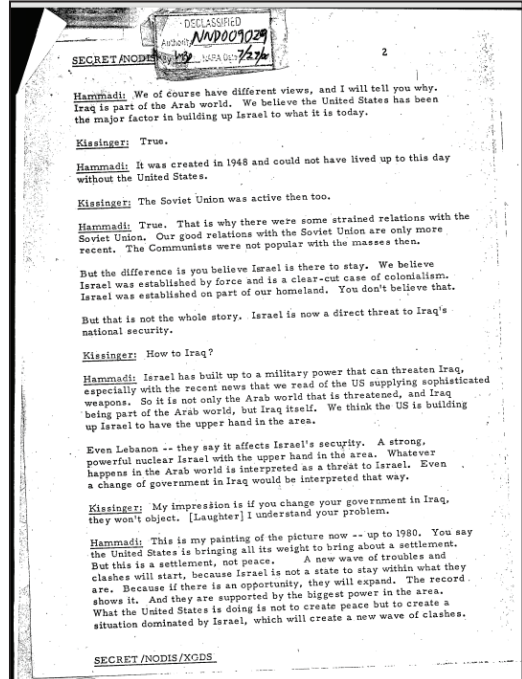 DECLASSIFIED
Authority NND009029
SECRET/NODIS
NARA Date 7/27/
2
Hammadi: We of course have different views, and I will tell you why.
Iraq is part of the Arab world. We believe the United States has been
the major factor in building up Israel to what it is today.
Kissinger: True.
Hammadi: It was created in 1948 and could not have lived up to this day
without the United States.
Kissinger: The Soviet Union was active then too.
Hammadi: True. That is why there were some strained relations with the
Soviet Union. Our good relations with the Soviet Union are only more
recent. The Communists were not popular with the masses then.
But the difference is you believe Israel is there to stay. We believe
Israel was established by force and is a clear-cut case of colonialism.
Israel was established on part of our homeland. You don't believe that.
But that is not the whole story. Israel is now a direct threat to Iraq's
national security.
Kissinger: How to Iraq?
Hammadi: Israel has built up to a military power that can threaten Iraq,
especially with the recent news that we read of the US supplying sophisticated
weapons. So it is not only the Arab world that is threatened, and Iraq
being part of the Arab world, but Iraq itself. We think the US is building
up Israel to have the upper hand in the area.
Even Lebanon -- they say it affects Israel's security. A strong,
powerful nuclear Israel with the upper hand in the area. Whatever
happens in the Arab world is interpreted as a threat to Israel. Even
a change of government in Iraq would be interpreted that way.
Kissinger: My impression is if you change your government in Iraq,
they won't object. [Laughter] I understand your problem.
Hammadi: This is my painting of the picture now -- up to 1980. You say
the United States is bringing all its weight to bring about a settlement.
But this is a settlement, not peace. A new wave of troubles and
clashes will start, because Israel is not a state to stay within what they
are. Because if there is an opportunity, they will expand. The record
shows it. And they are supported by the biggest power in the area.
What the United States is doing is not to create peace but to create a
situation dominated by Israel, which will create a new wave of clashes.
SECRET/NODIS/XGDS